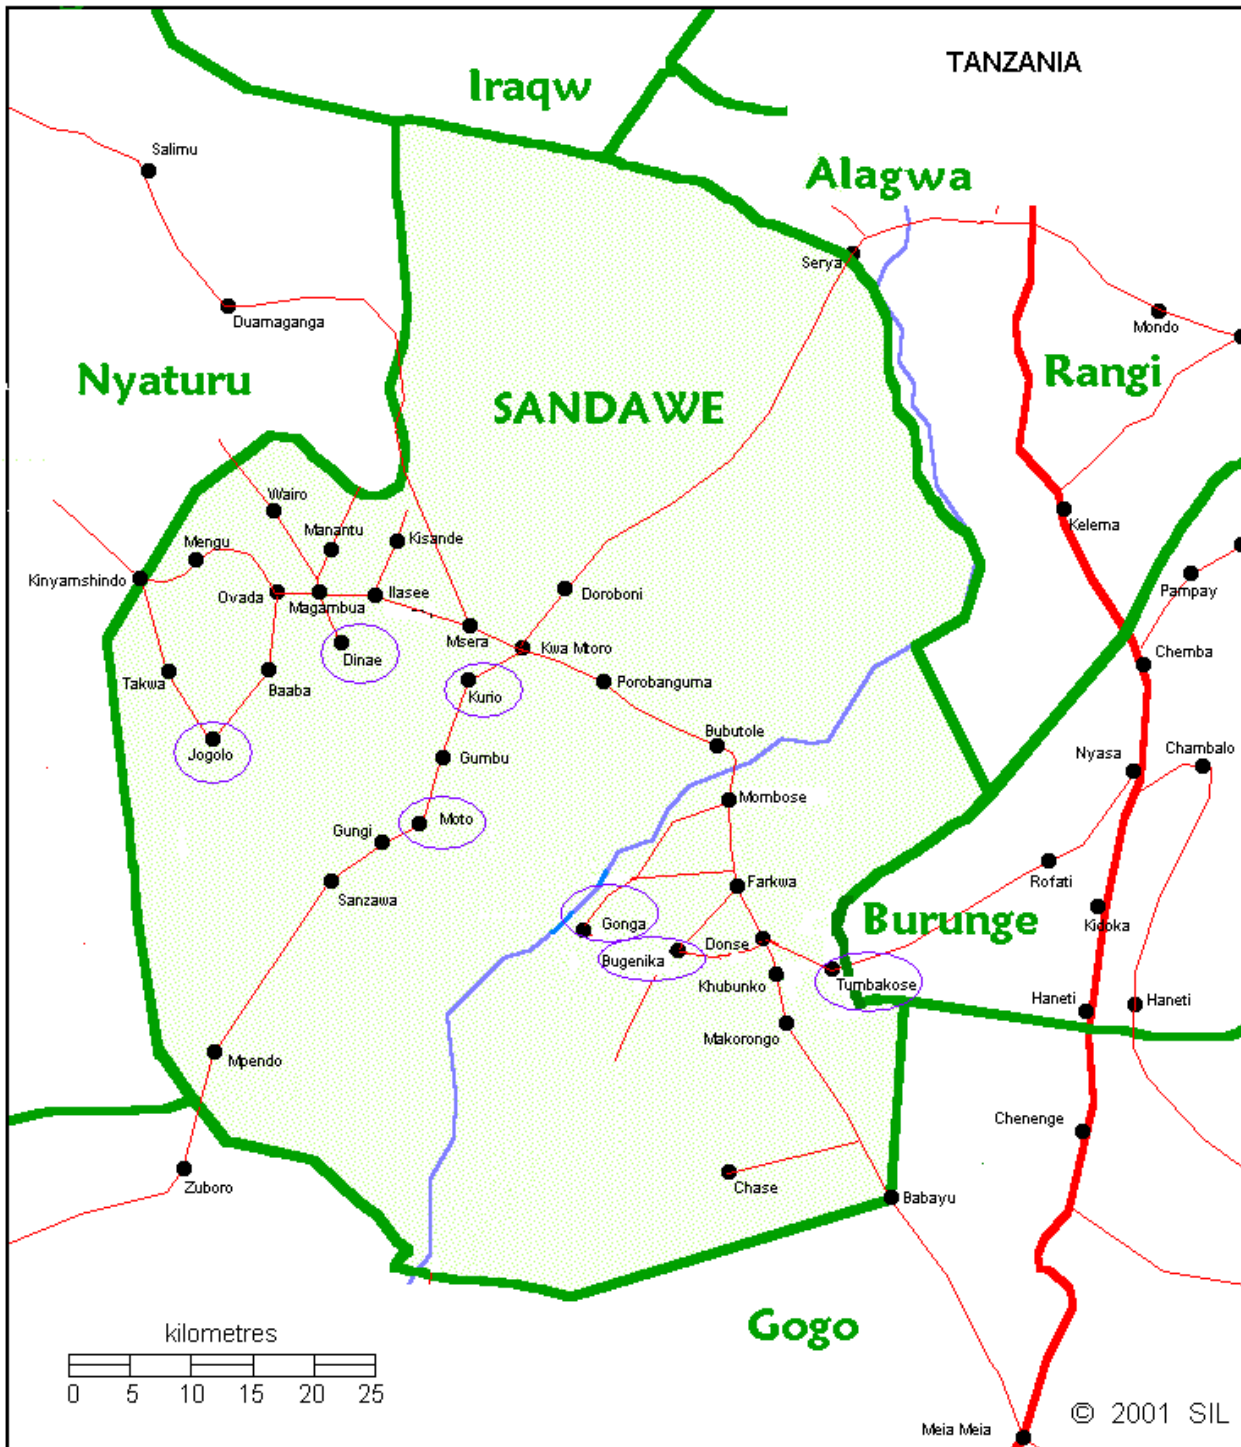 TANZANIA
Iraqw
Salimu
Alagwa
Serya
Duamaganga
Mondo
Nyaturu
SANDAWE
Rangi
Wairo
Kelema
Manantu
Kisande
Mengu
Kinyamshindo
Pampay
Ovada
Magambua
Ilasee
Doroboni
Msera
Kwa Mtoro
Dinae
Chemba
Takwa
Baaba
Kurio
Porobanguma
Jogolo
Gumbu
Bubutole
Nyasa
Chambalo
Mombose
Moto
Gungi
Rofati
Sanzawa
Farkwa
Gonga
Burunge
Kidoka
Donse
Bugenika
Khubunko
Tumbakose
Haneti
Haneti
Makorongo
Mpendo
Chenenge
Zuboro
Chase
Babayu
Gogo
kilometres
0 5 10 15 20 25
© 2001 SIL
Meia Meia